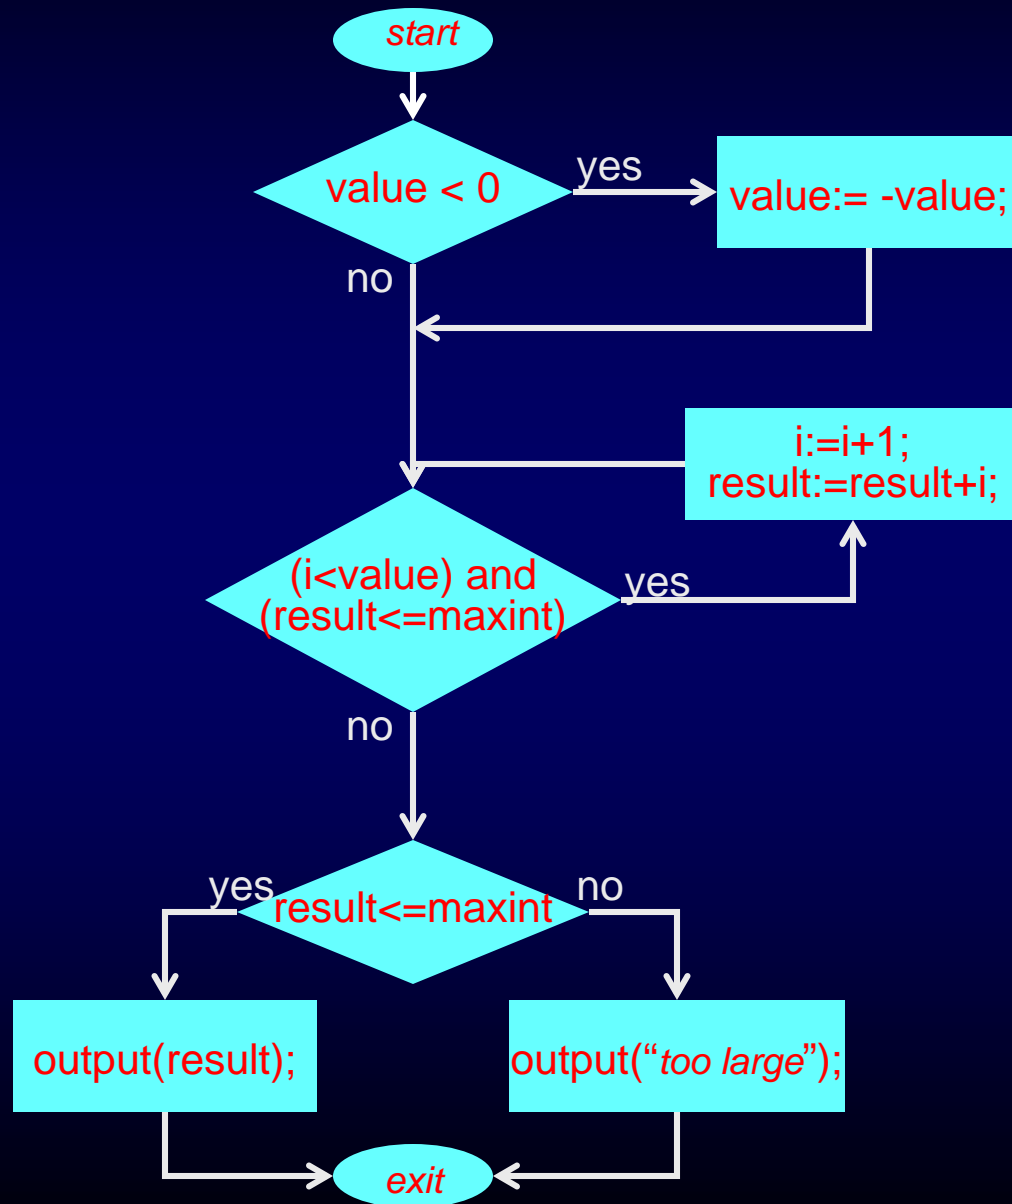 start
value < 0
yes
value:= -value;
no
i:=i+1;
result:=result+i;
(i<value) and
(result<=maxint)
yes
no
yes
result<=maxint
no
output(result);
output(“too large”);
exit